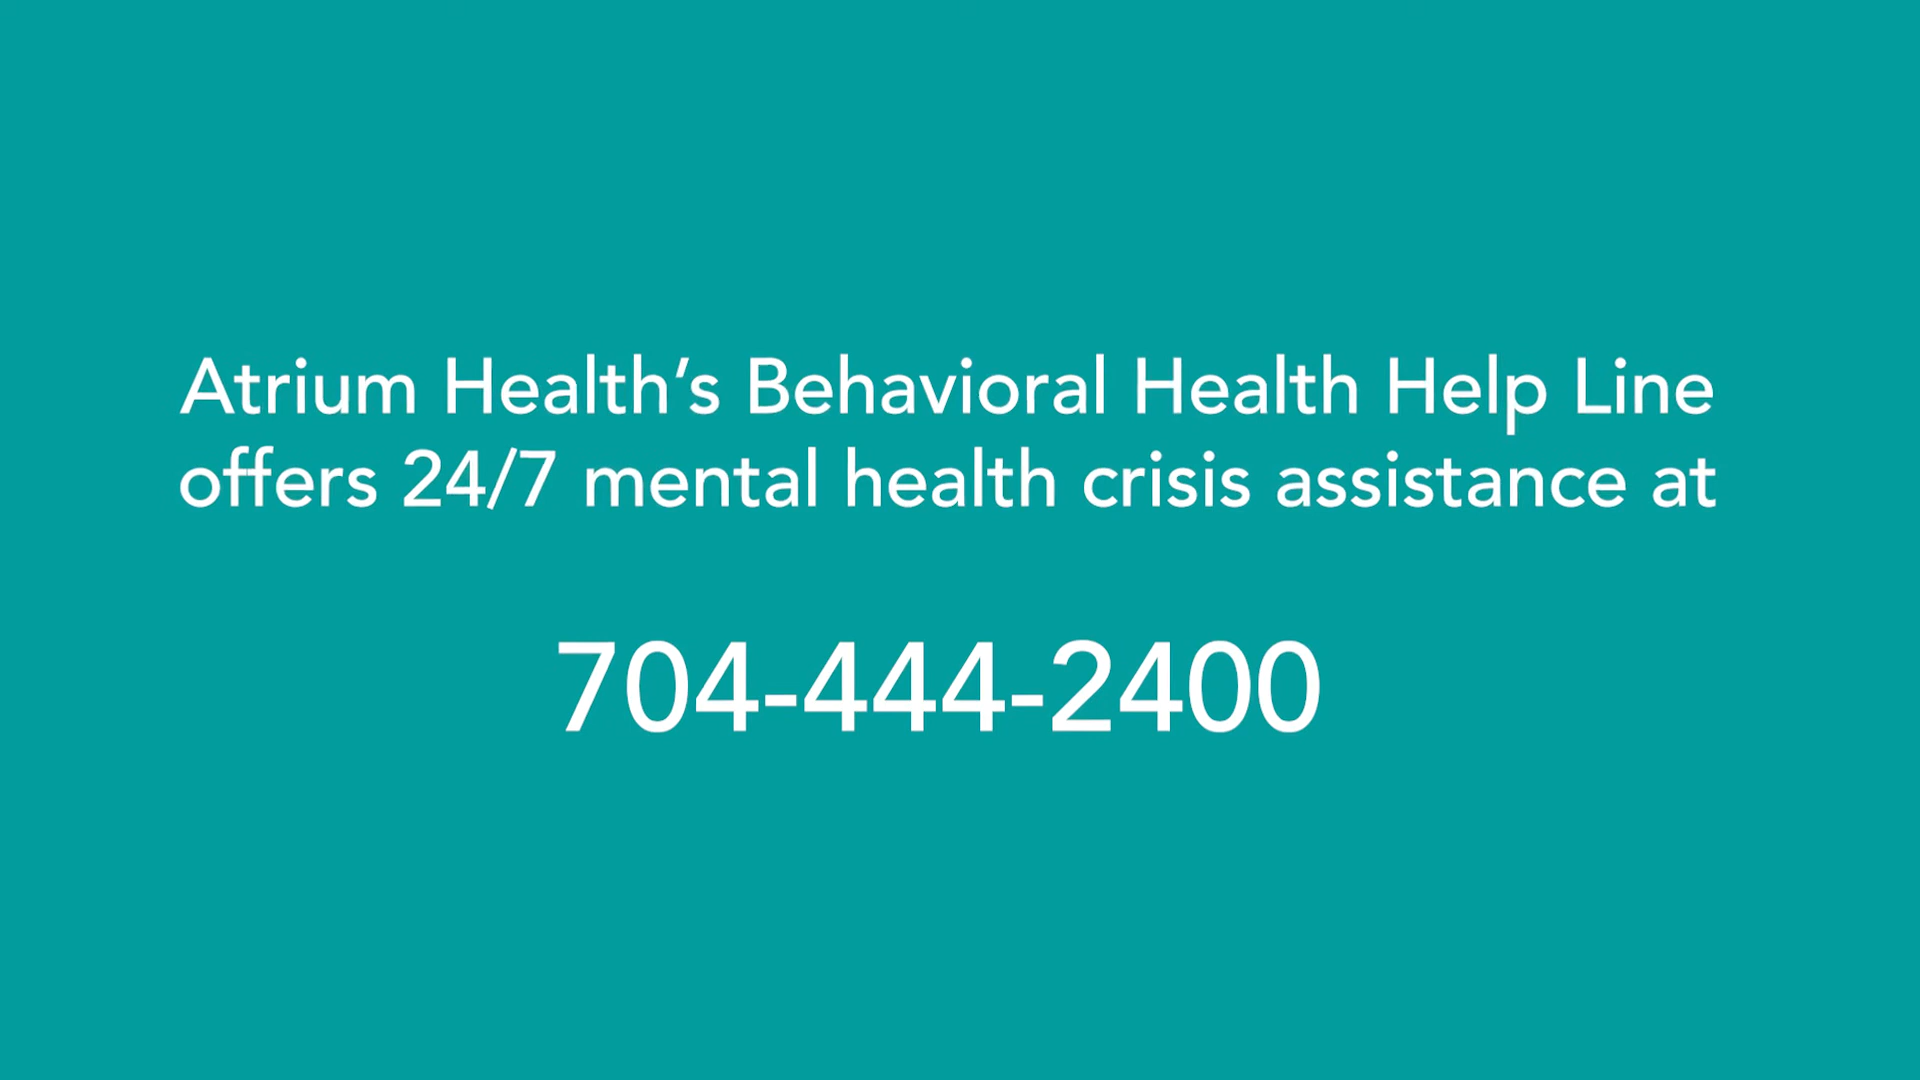 Atrium Health’s Behavioral Health Help Line
offers 24/7 mental health crisis assistance at
704-444-2400